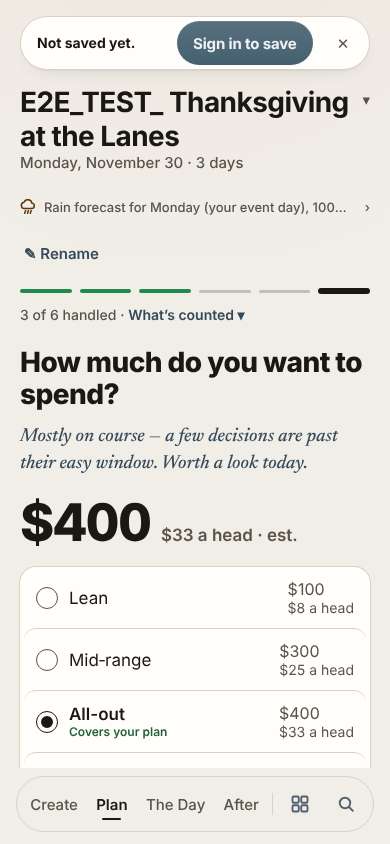 Not saved yet.
Sign in to save
×
E2E_TEST_ Thanksgiving ▾
at the Lanes
Monday, November 30 · 3 days
Rain forecast for Monday (your event day), 100... ›
✎ Rename
3 of 6 handled · What's counted ▾
How much do you want to
spend?
Mostly on course — a few decisions are past
their easy window. Worth a look today.
$400 $33 a head · est.
Lean
$100
$8 a head
Mid-range
$300
$25 a head
All-out
Covers your plan
$400
$33 a head
Create Plan The Day After